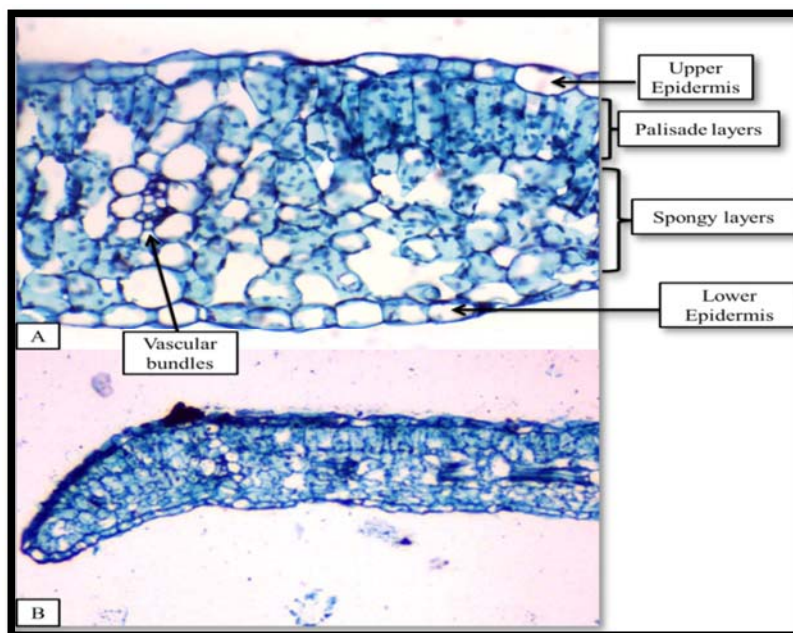 Upper
Epidermis
Palisade layers
Spongy layers
Lower
Epidermis
A
Vascular
bundles
B